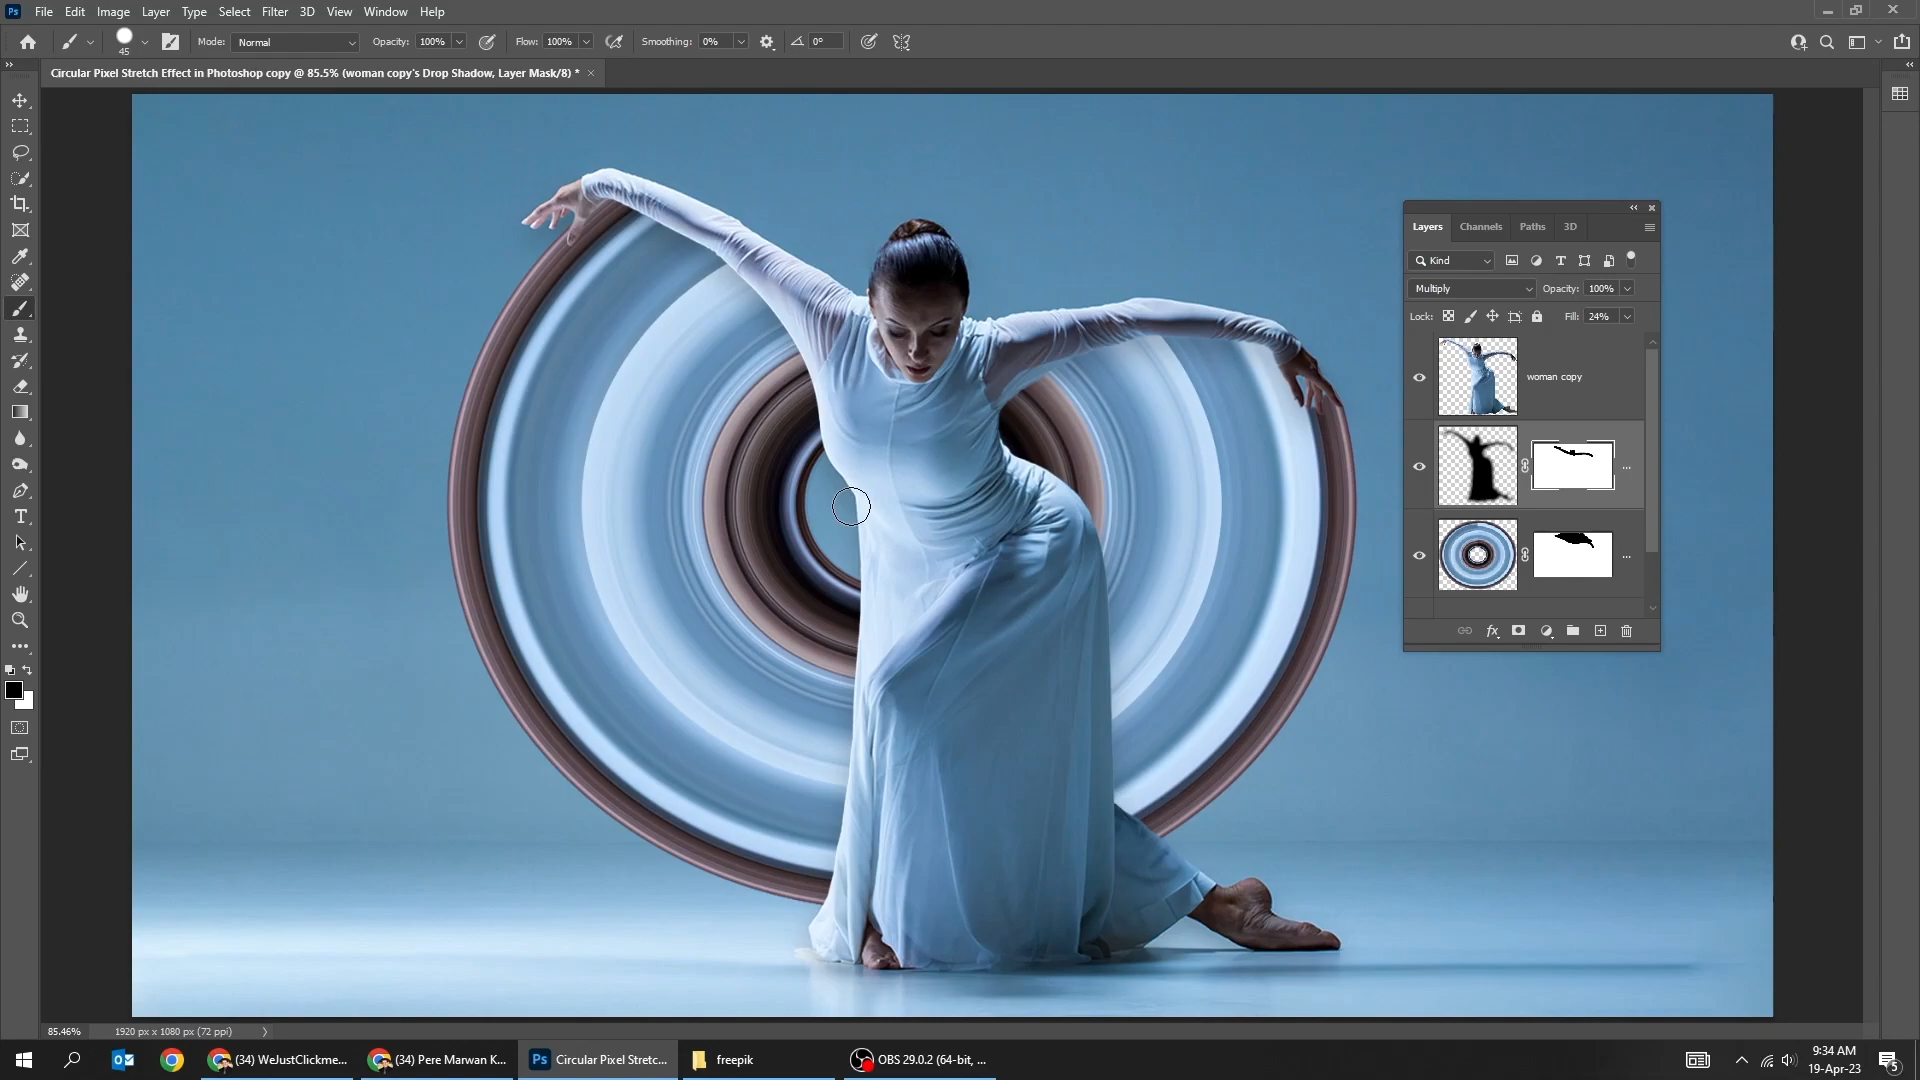 Ps File Edit Image Layer Type Select Filter 3D View Window Help
45 Mode: Normal Opacity: 100% Flow: 100% Smoothing: 0% 0°
Circular Pixel Stretch Effect in Photoshop copy @ 85.5% (woman copy's Drop Shadow, Layer Mask/8) * ×
Layers Channels Paths 3D
Kind
Multiply Opacity: 100%
Lock: Fill: 24%
woman copy
...
...
fx
85.46% 1920 px x 1080 px (72 ppi)
(34) WeJustClickme... (34) Pere Marwan K... Ps Circular Pixel Stretc... freepik OBS 29.0.2 (64-bit, ...
9:34 AM
19-Apr-23
5